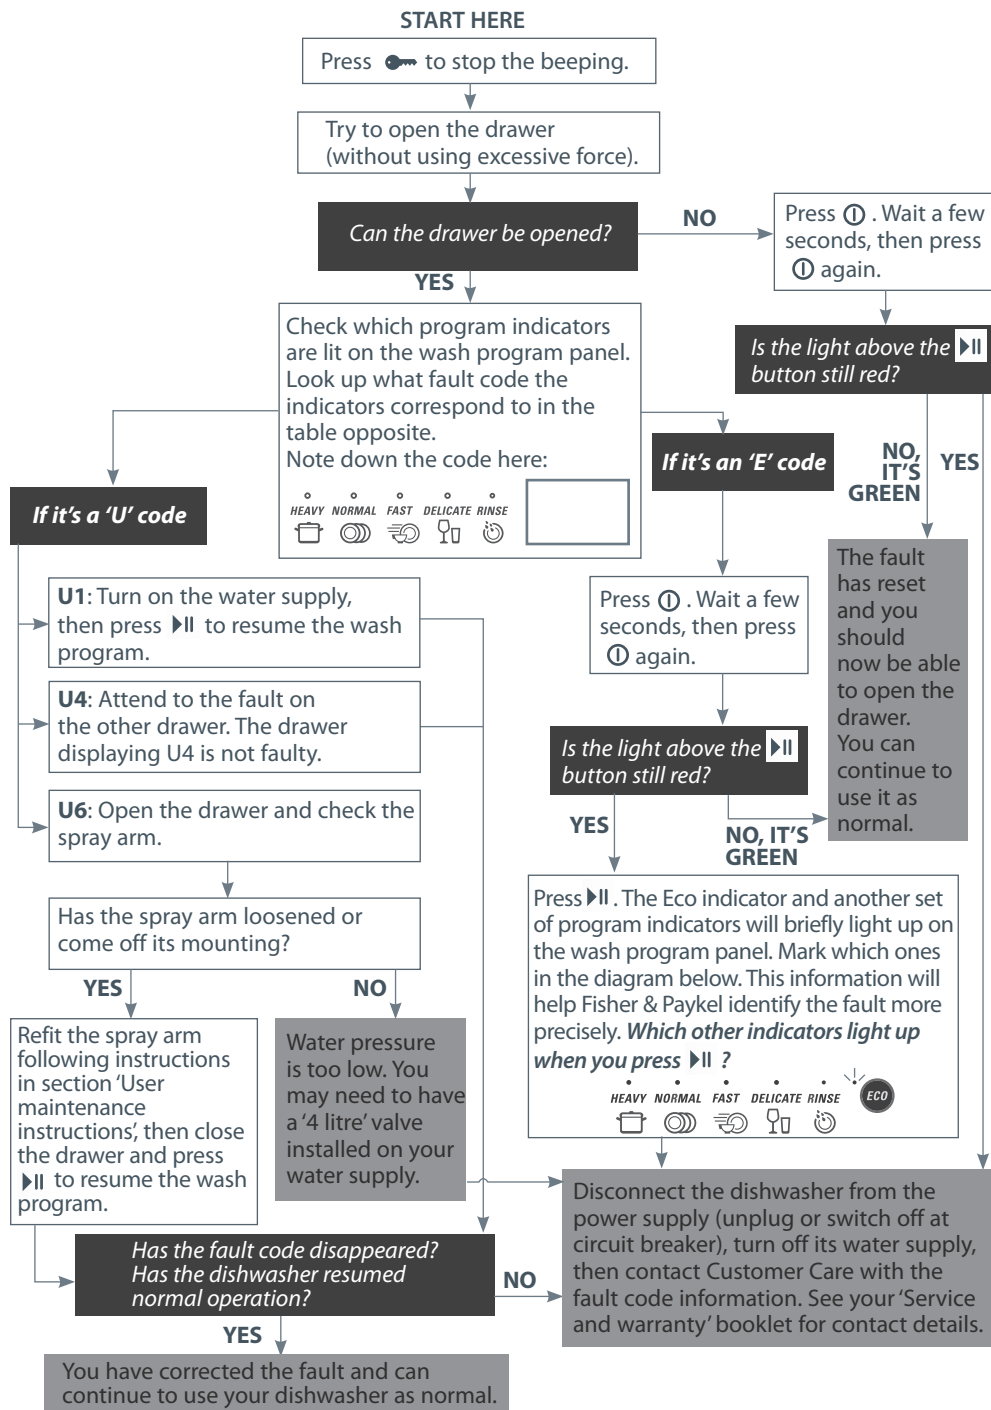 START HERE
Press to stop the beeping.
Try to open the drawer
(without using excessive force).
Can the drawer be opened?
NO
Press . Wait a few
seconds, then press
again.
Is the light above the
button still red?
NO,
IT'S
GREEN
YES
The fault
has reset
and you
should
now be able
to open the
drawer.
You can
continue to
use it as
normal.
YES
Check which program indicators
are lit on the wash program panel.
Look up what fault code the
indicators correspond to in the
table opposite.
Note down the code here:
HEAVY NORMAL FAST DELICATE RINSE
If it's an 'E' code
Press . Wait a few
seconds, then press
again.
Is the light above the
button still red?
YES
NO, IT'S
GREEN
Press . The Eco indicator and another set
of program indicators will briefly light up on
the wash program panel. Mark which ones
in the diagram below. This information will
help Fisher & Paykel identify the fault more
precisely. Which other indicators light up
when you press ?
HEAVY NORMAL FAST DELICATE RINSE
ECO
If it's a 'U' code
U1: Turn on the water supply,
then press to resume the wash
program.
U4: Attend to the fault on
the other drawer. The drawer
displaying U4 is not faulty.
U6: Open the drawer and check the
spray arm.
Has the spray arm loosened or
come off its mounting?
YES
NO
Refit the spray arm
following instructions
in section 'User
maintenance
instructions', then close
the drawer and press
to resume the wash
program.
Water pressure
is too low. You
may need to have
a '4 litre' valve
installed on your
water supply.
Has the fault code disappeared?
Has the dishwasher resumed
normal operation?
NO
YES
You have corrected the fault and can
continue to use your dishwasher as normal.
Disconnect the dishwasher from the
power supply (unplug or switch off at
circuit breaker), turn off its water supply,
then contact Customer Care with the
fault code information. See your 'Service
and warranty' booklet for contact details.